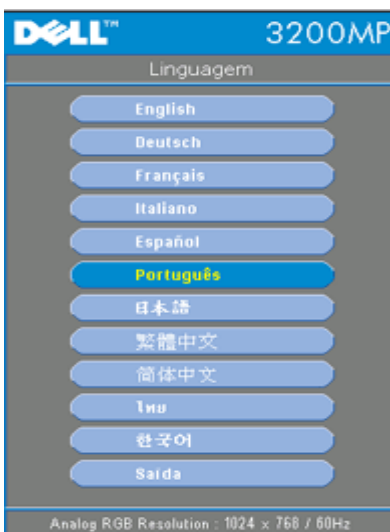 DELL™ 3200MP
Linguagem
English
Deutsch
Français
Italiano
Español
Português
日本語
繁體中文
简体中文
ไทย
한국어
Saída
Analog RGB Resolution : 1024 x 768 / 60Hz